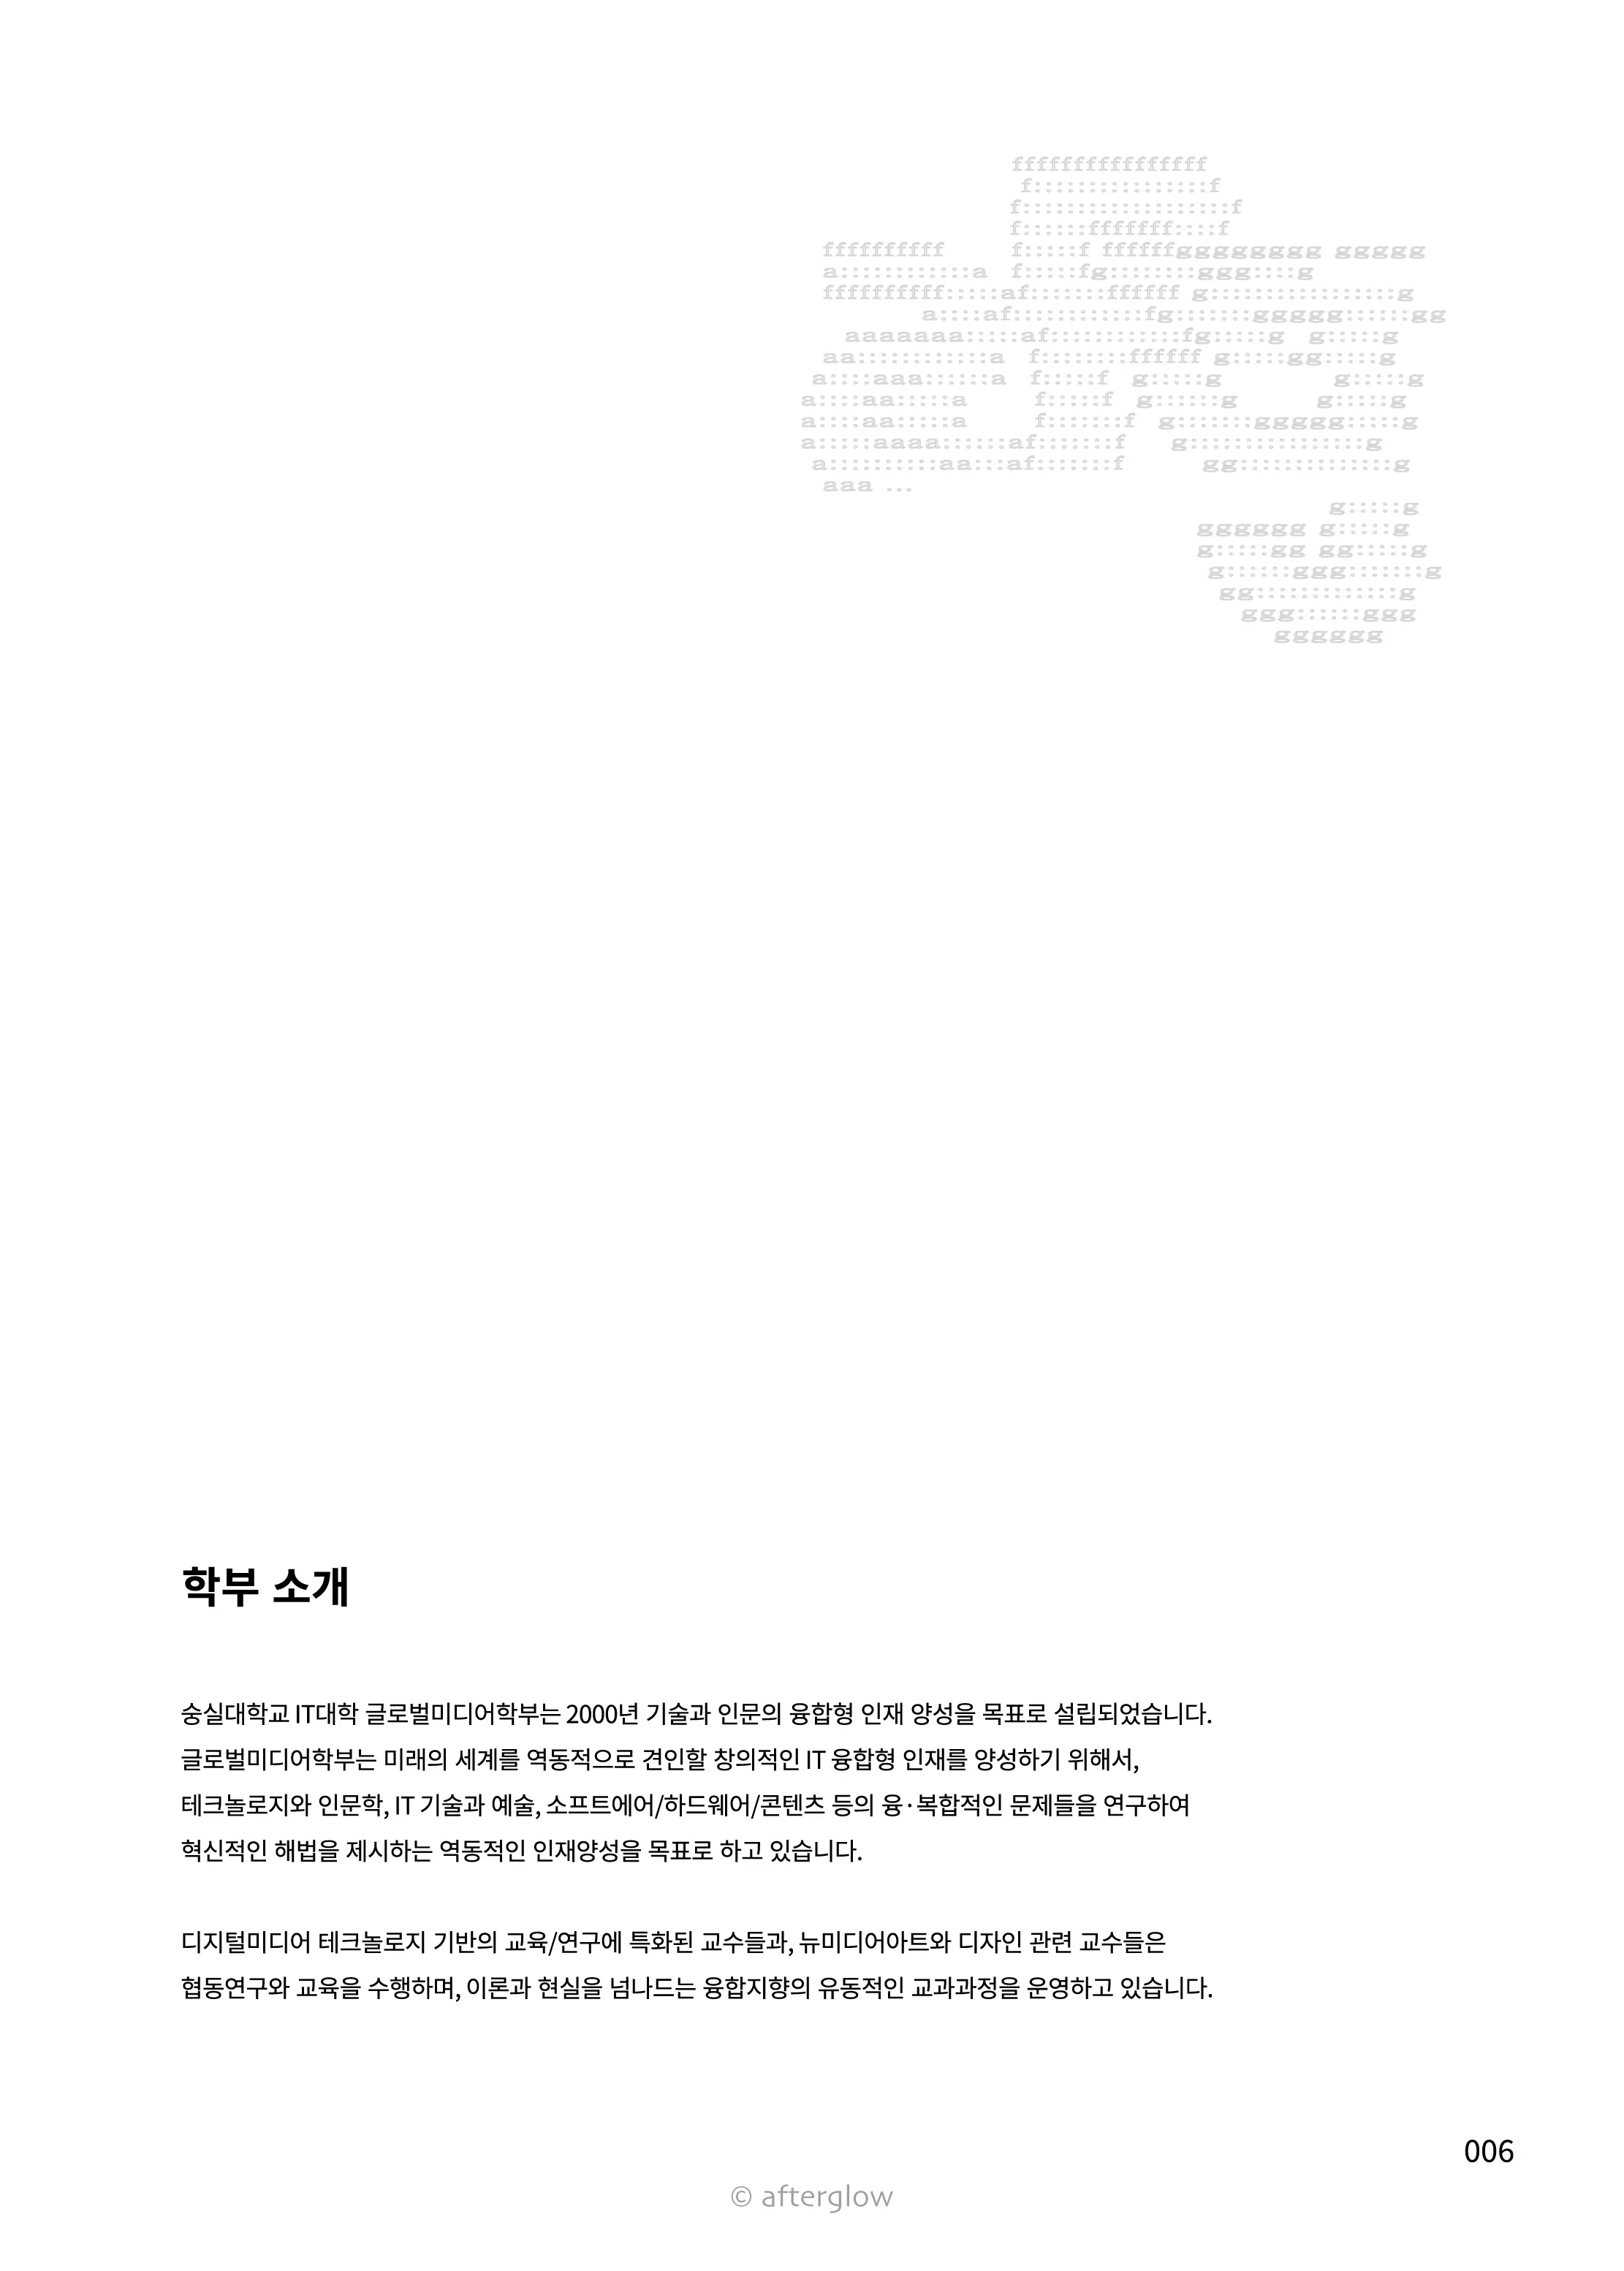 ffffffffffffffff
f::::::::::::::::f
f:::::::::::::::::::f
f::::::fffffff::::f
ffffffffff f:::::f ffffffgggggggg ggggg
a::::::::::::a f:::::fg::::::::ggg::::g
ffffffffff:::::af:::::::ffffff g:::::::::::::::::g
a::::af::::::::::::fg:::::::ggggg::::::gg
aaaaaaa:::::af::::::::::::fg:::::g g:::::g
aa::::::::::::a f::::::::ffffff g:::::gg:::::g
a::::aaa::::::a f:::::f g:::::g g:::::g
a::::aa:::::a f:::::f g::::::g g:::::g
a::::aa:::::a f:::::::f g:::::::ggggg:::::g
a:::::aaaa::::::af:::::::f g::::::::::::::::g
a::::::::::aa:::af:::::::f gg::::::::::::::g
aaa ...
g:::::g
gggggg g:::::g
g:::::gg gg:::::g
g::::::ggg:::::::g
gg:::::::::::::g
ggg::::::ggg
gggggg
학부 소개
숭실대학교 IT대학 글로벌미디어학부는 2000년 기술과 인문의 융합형 인재 양성을 목표로 설립되었습니다.
글로벌미디어학부는 미래의 세계를 역동적으로 견인할 창의적인 IT 융합형 인재를 양성하기 위해서,
테크놀로지와 인문학, IT 기술과 예술, 소프트에어/하드웨어/콘텐츠 등의 융·복합적인 문제들을 연구하여
혁신적인 해법을 제시하는 역동적인 인재양성을 목표로 하고 있습니다.
디지털미디어 테크놀로지 기반의 교육/연구에 특화된 교수들과, 뉴미디어아트와 디자인 관련 교수들은
협동연구와 교육을 수행하며, 이론과 현실을 넘나드는 융합지향의 유동적인 교과과정을 운영하고 있습니다.
006
© afterglow